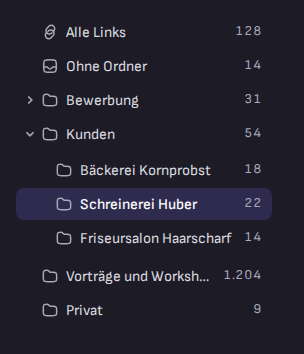 Alle Links 128
Ohne Ordner 14
Bewerbung 31
Kunden 54
Bäckerei Kornprobst 18
Schreinerei Huber 22
Friseursalon Haarscharf 14
Vorträge und Worksh... 1.204
Privat 9